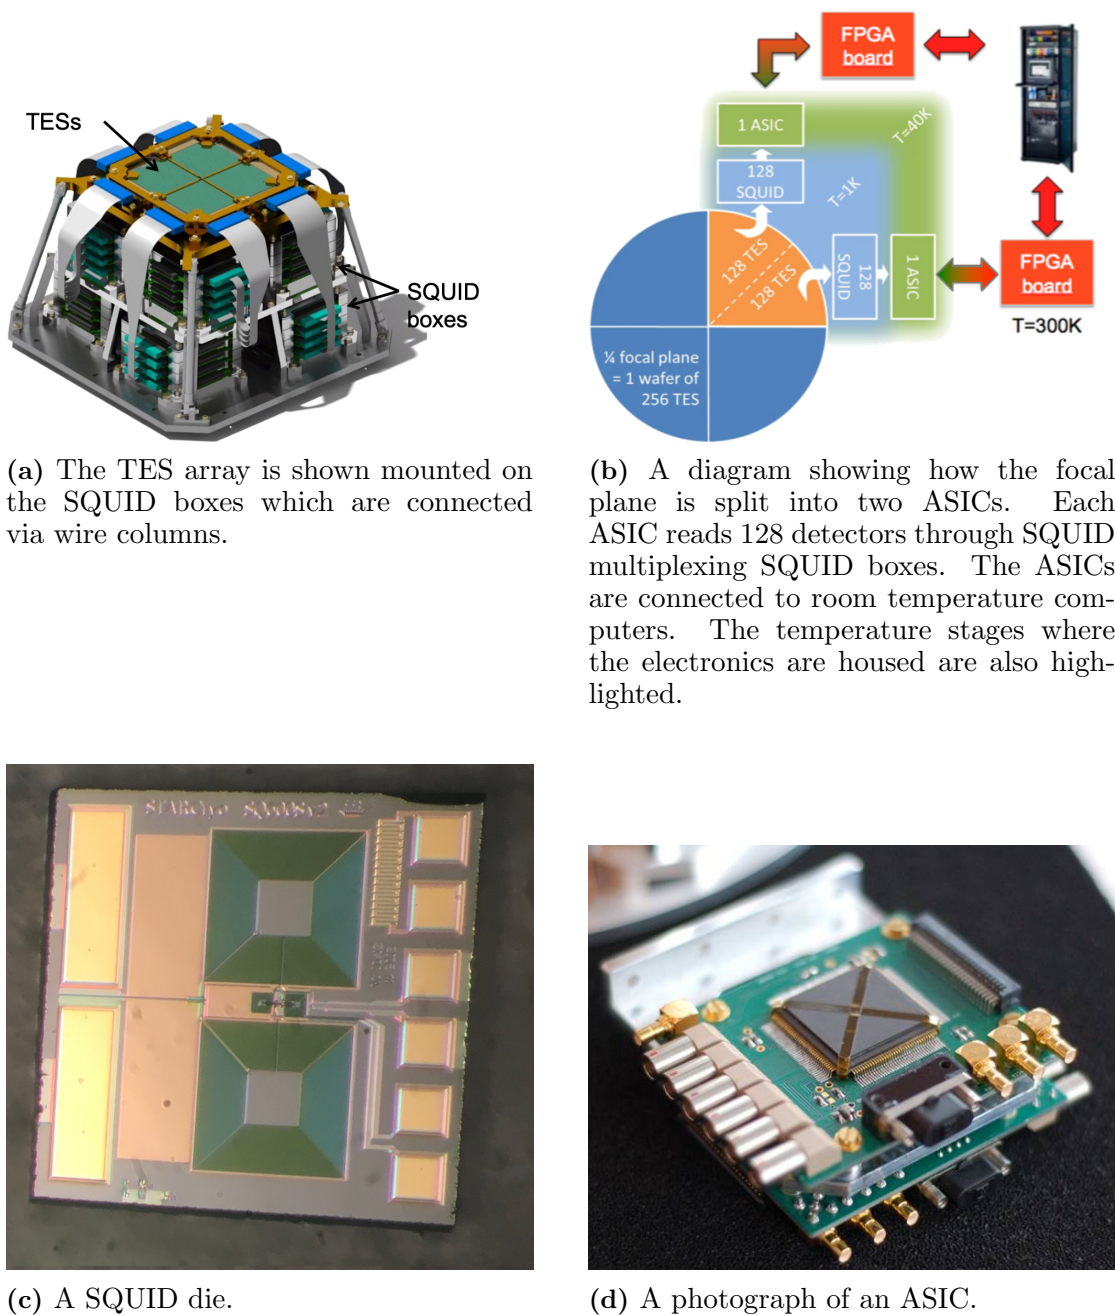 TESs
SQUID
boxes
(a) The TES array is shown mounted on
the SQUID boxes which are connected
via wire columns.
FPGA
board
1 ASIC
T=40K
128
SQUID
T=1K
128 TES
128 TES
128
SQUID
1 ASIC
FPGA
board
T=300K
¼ focal plane
= 1 wafer of
256 TES
(b) A diagram showing how the focal
plane is split into two ASICs. Each
ASIC reads 128 detectors through SQUID
multiplexing SQUID boxes. The ASICs
are connected to room temperature com-
puters. The temperature stages where
the electronics are housed are also high-
lighted.
(c) A SQUID die.
(d) A photograph of an ASIC.